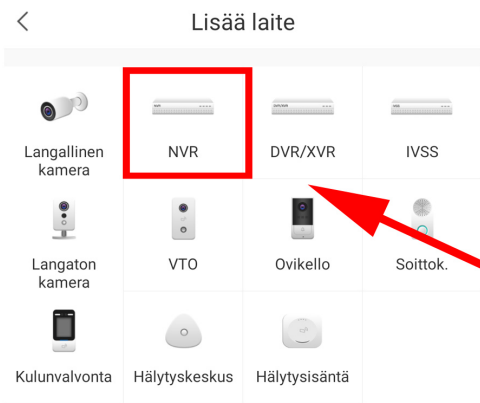 Lisää laite
NVR
DVR/XVR
IVSS
Langallinen
kamera
Langaton
kamera
VTO
Ovikello
Soittok.
Kulunvalvonta
Hälytyskeskus
Hälytysisäntä